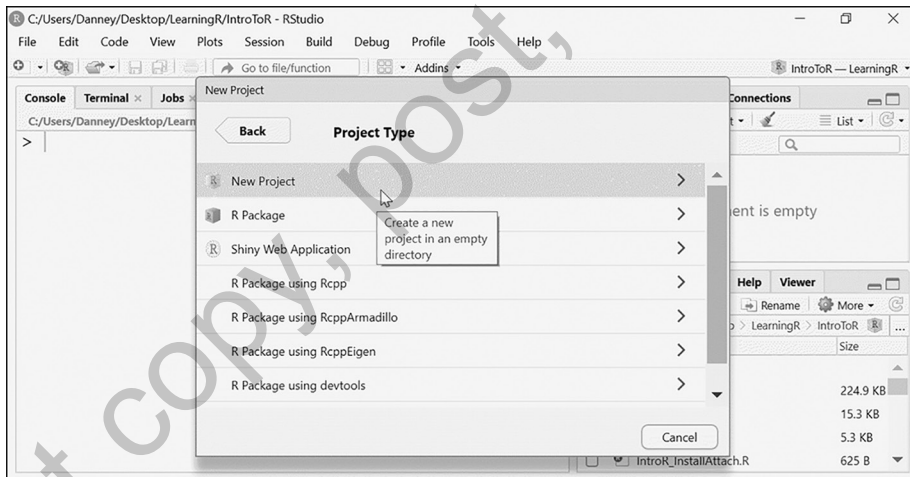 C:/Users/Danney/Desktop/LearningR/IntroToR - RStudio
File Edit Code View Plots Session Build Debug Profile Tools Help
Go to file/function Addins IntroToR — LearningR
Console Terminal × Jobs × Connections
C:/Users/Danney/Desktop/Learn List
>
New Project
Back
Project Type
New Project
R Package
Shiny Web Application
R Package using Rcpp
R Package using RcppArmadillo
R Package using RcppEigen
R Package using devtools
Create a new
project in an empty
directory
Cancel
ment is empty
Help Viewer
Rename More
LearningR > IntroToR ...
Size
224.9 KB
15.3 KB
5.3 KB
IntroR_InstallAttach.R 625 B
t copy, post,